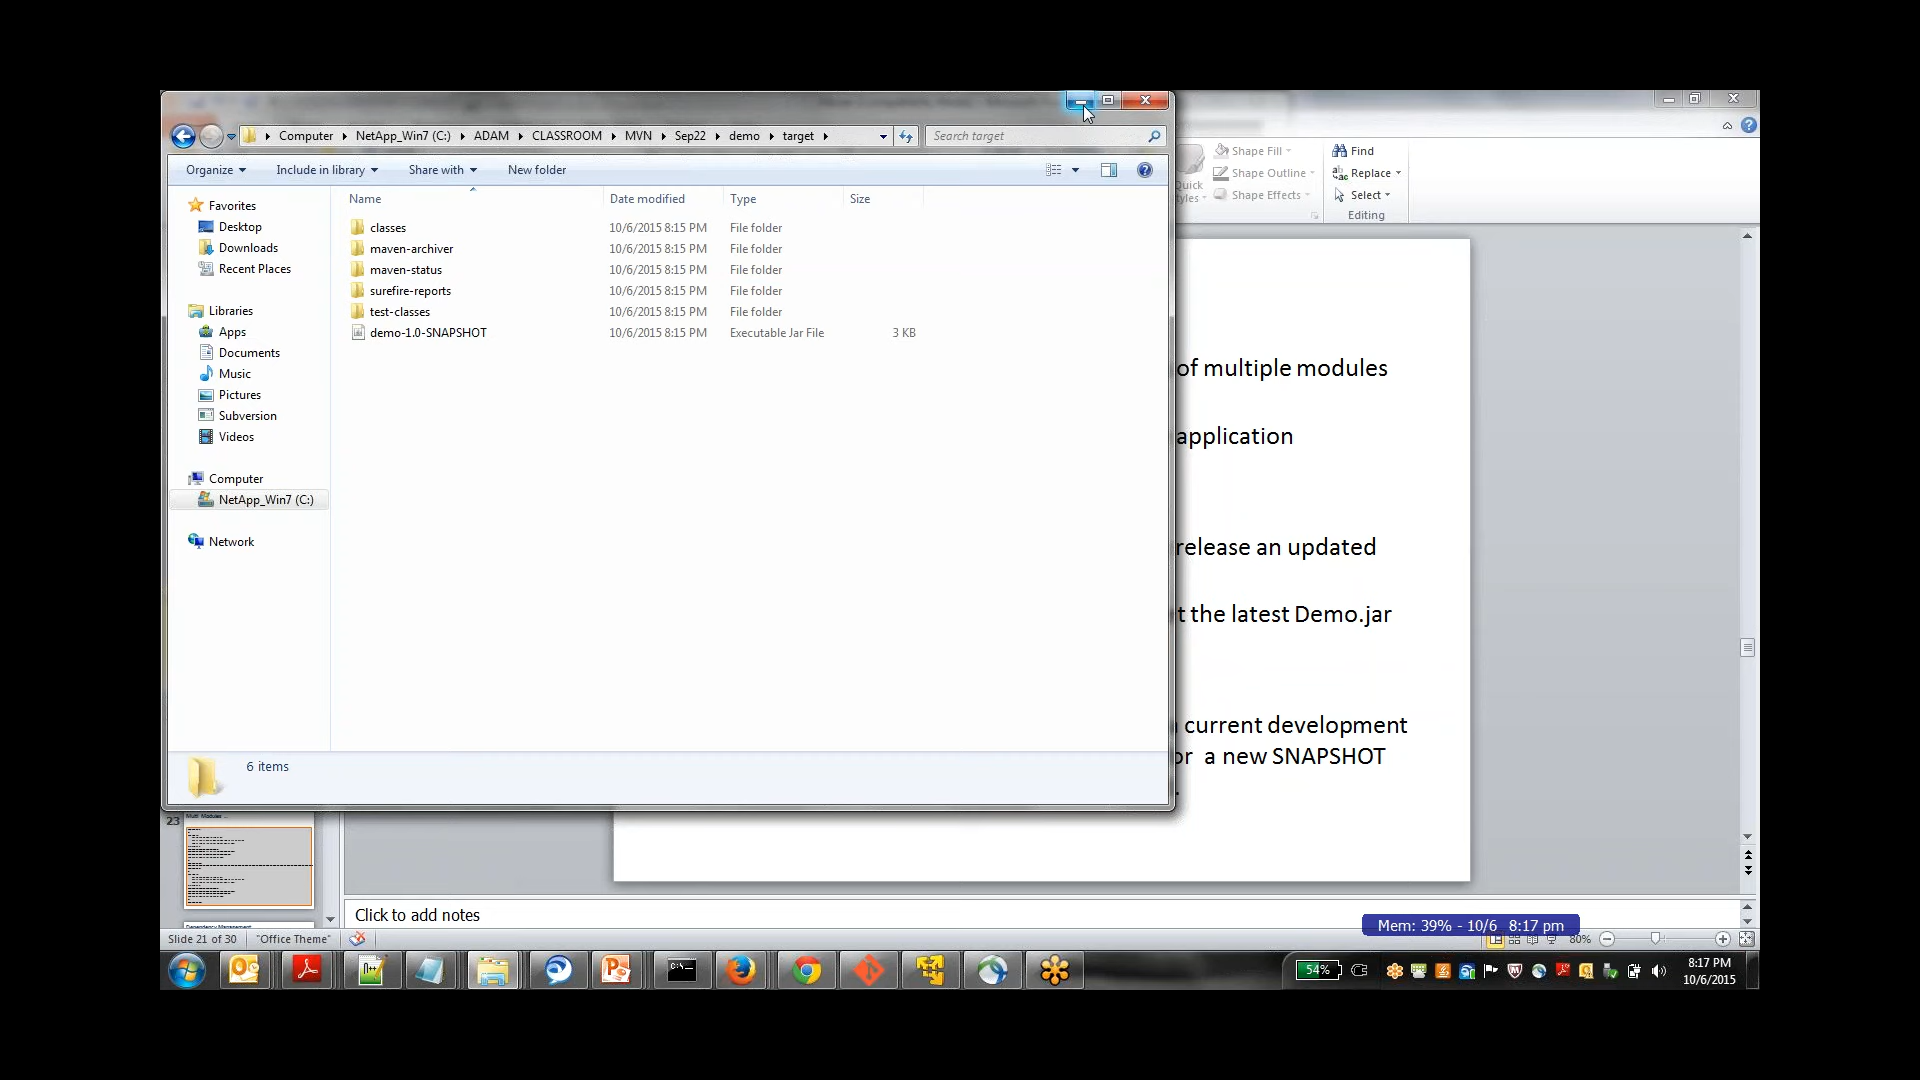 Computer NetApp_Win7 (C:) ADAM CLASSROOM MVN Sep22 demo target
Search target
Organize Include in library Share with New folder
Name Date modified Type Size
Favorites
Desktop
Downloads
Recent Places
Libraries
Apps
Documents
Music
Pictures
Subversion
Videos
Computer
NetApp_Win7 (C:)
Network
classes 10/6/2015 8:15 PM File folder
maven-archiver 10/6/2015 8:15 PM File folder
maven-status 10/6/2015 8:15 PM File folder
surefire-reports 10/6/2015 8:15 PM File folder
test-classes 10/6/2015 8:15 PM File folder
demo-1.0-SNAPSHOT 10/6/2015 8:15 PM Executable Jar File 3 KB
6 items
Quick
Shape Fill
Shape Outline
Shape Effects
Find
Replace
Select
Editing
of multiple modules
application
release an updated
t the latest Demo.jar
current development
or a new SNAPSHOT
23
Multi Modules ...
Dependency Management
Click to add notes
Mem: 39% - 10/6 8:17 pm
Slide 21 of 30 "Office Theme" 80%
54%
8:17 PM
10/6/2015